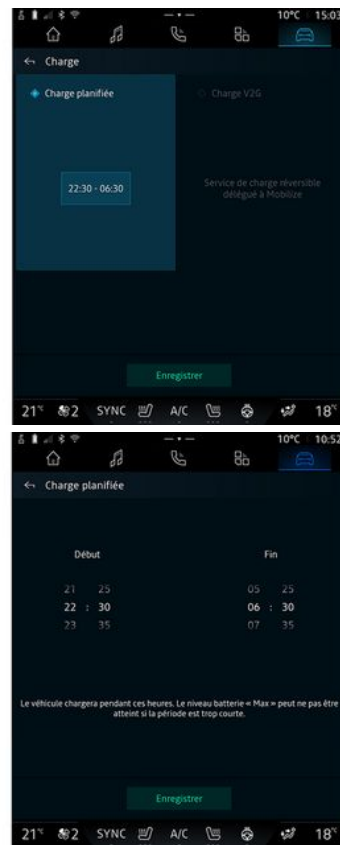 10°C 15:03
Charge
Charge planifiée
Charge V2G
22:30 - 06:30
Service de charge réversible
délégué à Mobilize
Enregistrer
21°C 2 SYNC A/C 18°C
10°C 10:52
Charge planifiée
Début Fin
21 25 05 25
22 : 30 06 : 30
23 35 07 35
Le véhicule chargera pendant ces heures. Le niveau batterie « Max » peut ne pas être
atteint si la période est trop courte.
Enregistrer
21°C 2 SYNC A/C 18°C